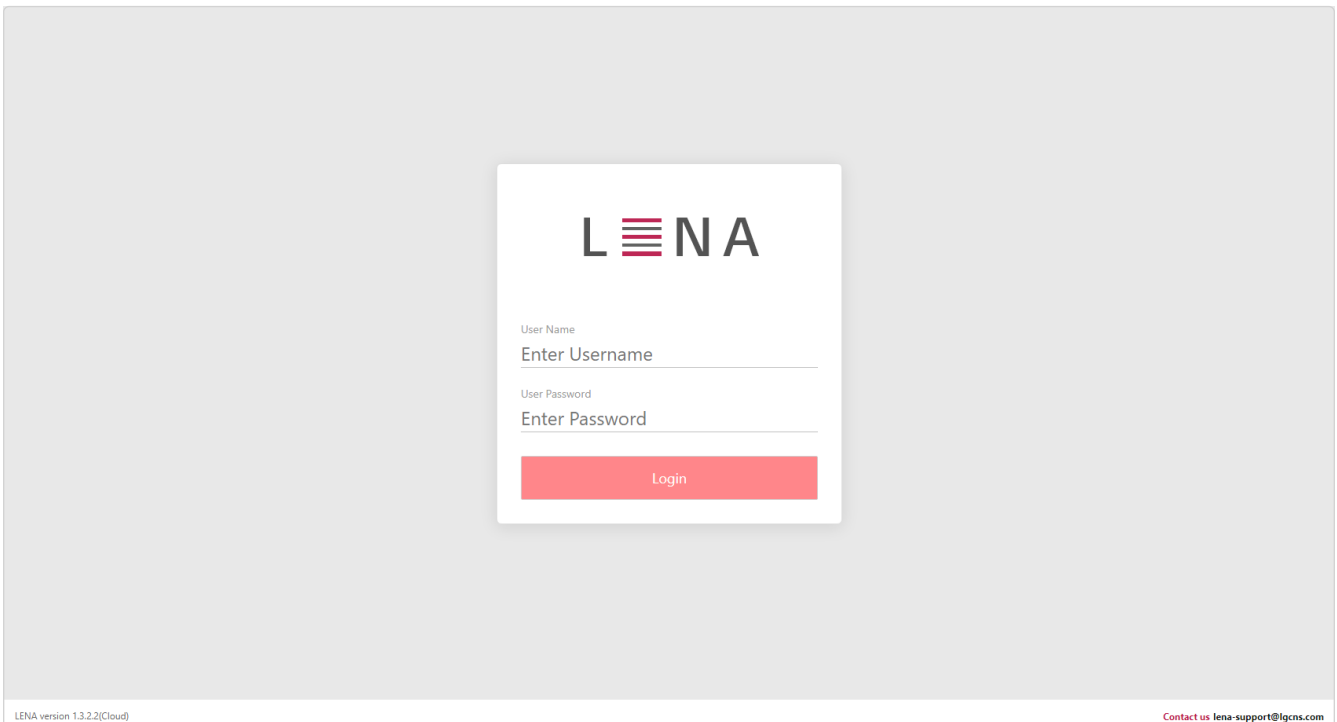 LENA
User Name
Enter Username
User Password
Enter Password
Login
LENA version 1.3.2.2(Cloud)
Contact us lena-support@lgcns.com